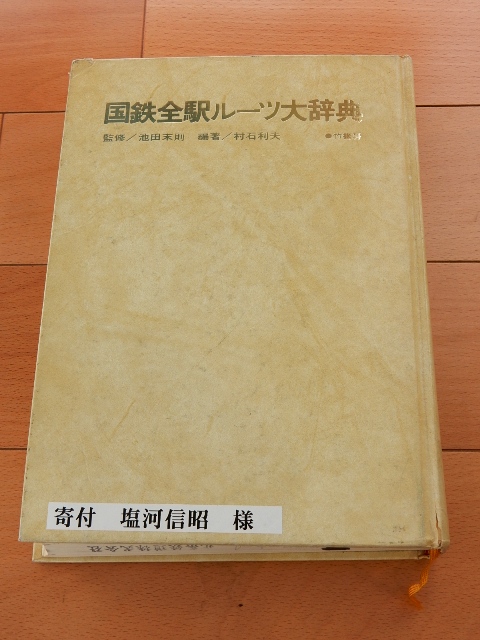 国鉄全駅ルーツ大辞典
監修／池田末則 編著／村石利夫 ●竹書房
寄付 塩河信昭 様